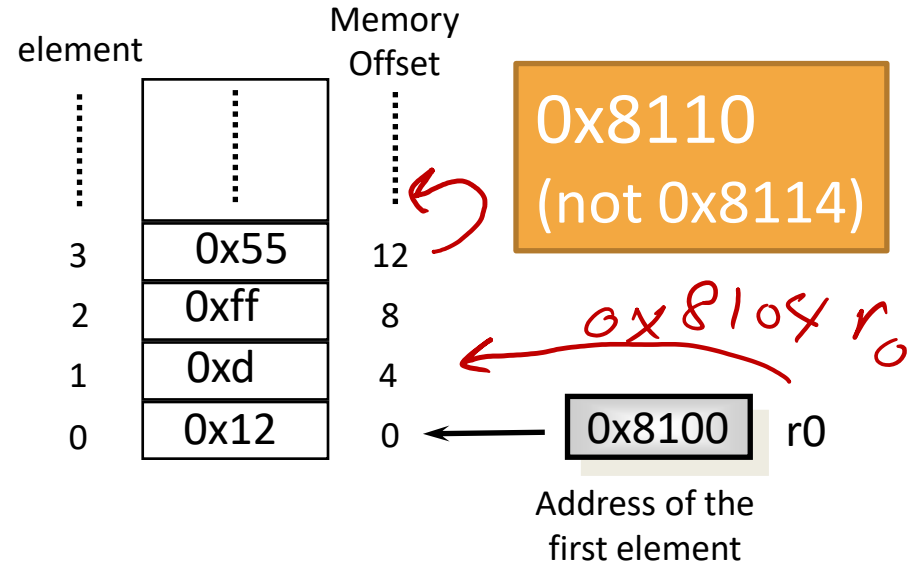 element
Memory
Offset
0x8110
(not 0x8114)
3 0x55 12
2 0xff 8
0x8104 r0
1 0xd 4
0 0x12 0 0x8100 r0
Address of the
first element